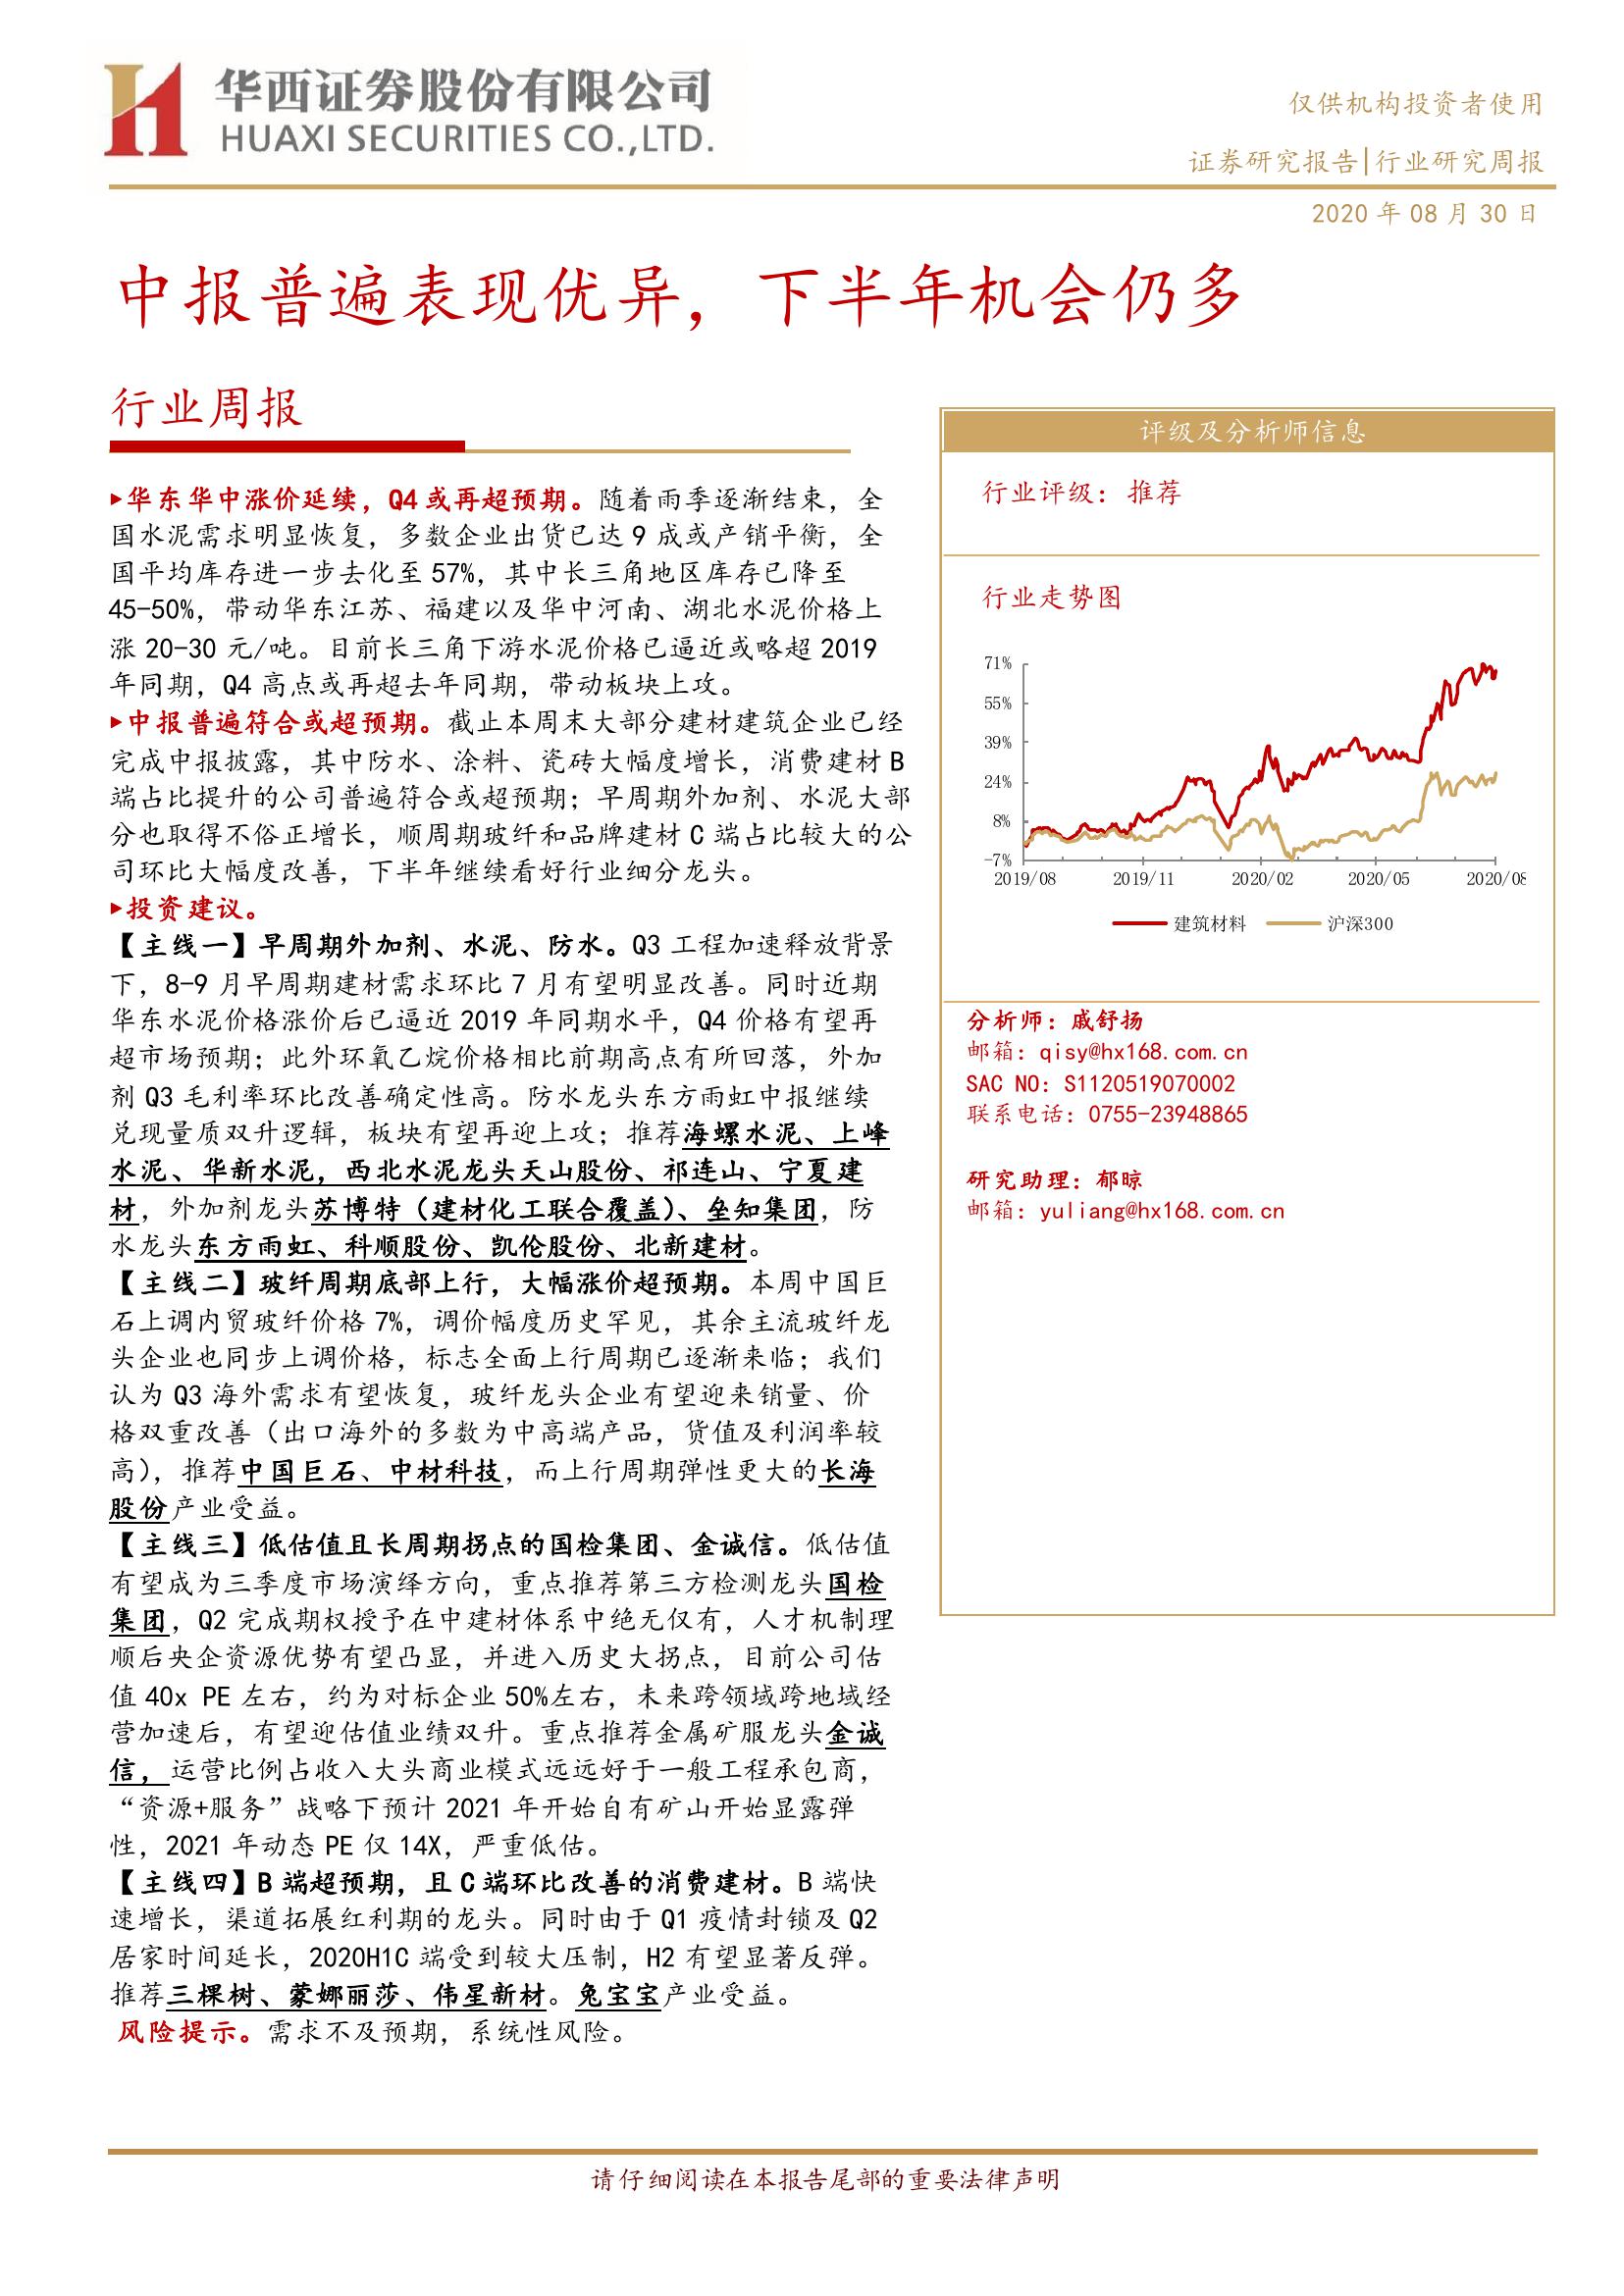 华西证券股份有限公司
HUAXI SECURITIES CO.,LTD.
仅供机构投资者使用
证券研究报告|行业研究周报
2020 年 08 月 30 日
中报普遍表现优异，下半年机会仍多
行业周报
▸华东华中涨价延续，Q4 或再超预期。随着雨季逐渐结束，全
国水泥需求明显恢复，多数企业出货已达 9 成或产销平衡，全
国平均库存进一步去化至 57%，其中长三角地区库存已降至
45-50%，带动华东江苏、福建以及华中河南、湖北水泥价格上
涨 20-30 元/吨。目前长三角下游水泥价格已逼近或略超 2019
年同期，Q4 高点或再超去年同期，带动板块上攻。
▸中报普遍符合或超预期。截止本周末大部分建材建筑企业已经
完成中报披露，其中防水、涂料、瓷砖大幅度增长，消费建材 B
端占比提升的公司普遍符合或超预期；早周期外加剂、水泥大部
分也取得不俗正增长，顺周期玻纤和品牌建材 C 端占比较大的公
司环比大幅度改善，下半年继续看好行业细分龙头。
▸投资建议。
【主线一】早周期外加剂、水泥、防水。Q3 工程加速释放背景
下，8-9 月早周期建材需求环比 7 月有望明显改善。同时近期
华东水泥价格涨价后已逼近 2019 年同期水平，Q4 价格有望再
超市场预期；此外环氧乙烷价格相比前期高点有所回落，外加
剂 Q3 毛利率环比改善确定性高。防水龙头东方雨虹中报继续
兑现量质双升逻辑，板块有望再迎上攻；推荐海螺水泥、上峰
水泥、华新水泥，西北水泥龙头天山股份、祁连山、宁夏建
材，外加剂龙头苏博特（建材化工联合覆盖）、垒知集团，防
水龙头东方雨虹、科顺股份、凯伦股份、北新建材。
【主线二】玻纤周期底部上行，大幅涨价超预期。本周中国巨
石上调内贸玻纤价格 7%，调价幅度历史罕见，其余主流玻纤龙
头企业也同步上调价格，标志全面上行周期已逐渐来临；我们
认为 Q3 海外需求有望恢复，玻纤龙头企业有望迎来销量、价
格双重改善（出口海外的多数为中高端产品，货值及利润率较
高），推荐中国巨石、中材科技，而上行周期弹性更大的长海
股份产业受益。
【主线三】低估值且长周期拐点的国检集团、金诚信。低估值
有望成为三季度市场演绎方向，重点推荐第三方检测龙头国检
集团，Q2 完成期权授予在中建材体系中绝无仅有，人才机制理
顺后央企资源优势有望凸显，并进入历史大拐点，目前公司估
值 40x PE 左右，约为对标企业 50%左右，未来跨领域跨地域经
营加速后，有望迎估值业绩双升。重点推荐金属矿服龙头金诚
信，运营比例占收入大头商业模式远远好于一般工程承包商，
“资源+服务”战略下预计 2021 年开始自有矿山开始显露弹
性，2021 年动态 PE 仅 14X，严重低估。
【主线四】B 端超预期，且 C 端环比改善的消费建材。B 端快
速增长，渠道拓展红利期的龙头。同时由于 Q1 疫情封锁及 Q2
居家时间延长，2020H1C 端受到较大压制，H2 有望显著反弹。
推荐三棵树、蒙娜丽莎、伟星新材。兔宝宝产业受益。
风险提示。需求不及预期，系统性风险。
评级及分析师信息
行业评级：推荐
行业走势图
71%
55%
39%
24%
8%
-7%
2019/08 2019/11 2020/02 2020/05 2020/08
建筑材料 沪深300
分析师：戚舒扬
邮箱：qisy@hx168.com.cn
SAC NO：S1120519070002
联系电话：0755-23948865
研究助理：郁晾
邮箱：yuliang@hx168.com.cn
请仔细阅读在本报告尾部的重要法律声明